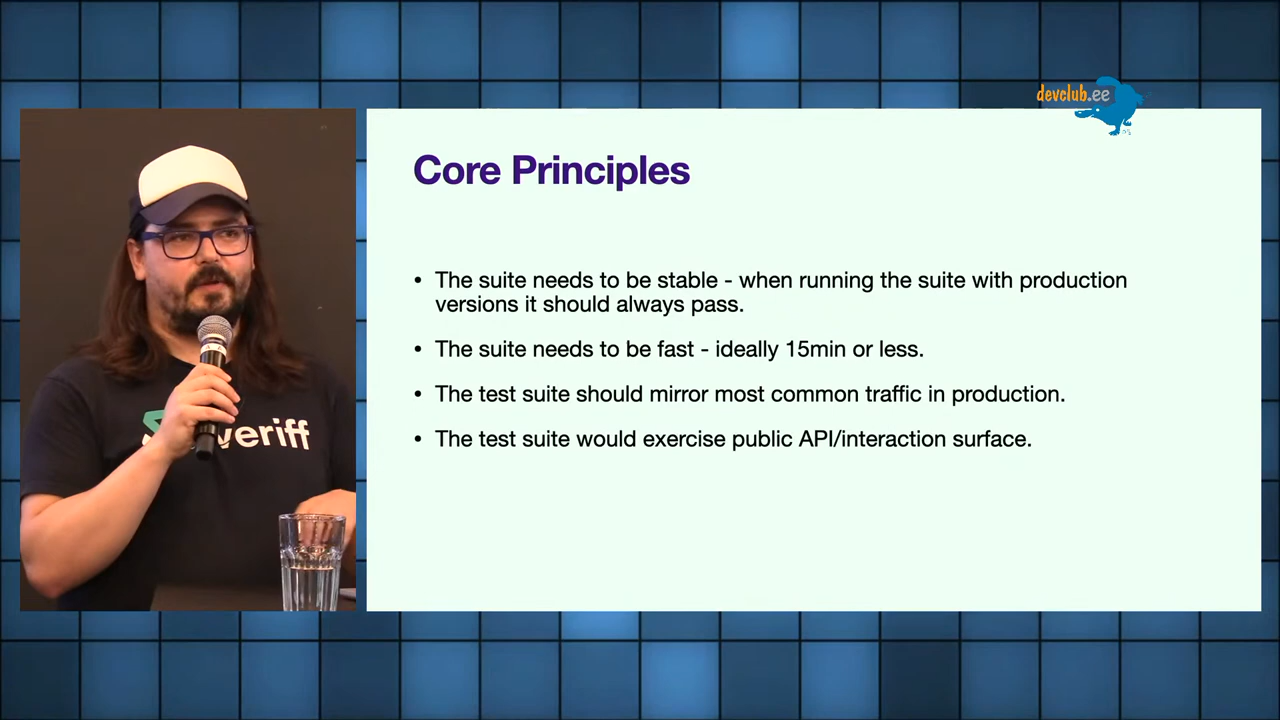 devclub.ee
Core Principles
• The suite needs to be stable - when running the suite with production
versions it should always pass.
• The suite needs to be fast - ideally 15min or less.
• The test suite should mirror most common traffic in production.
• The test suite would exercise public API/interaction surface.
veriff